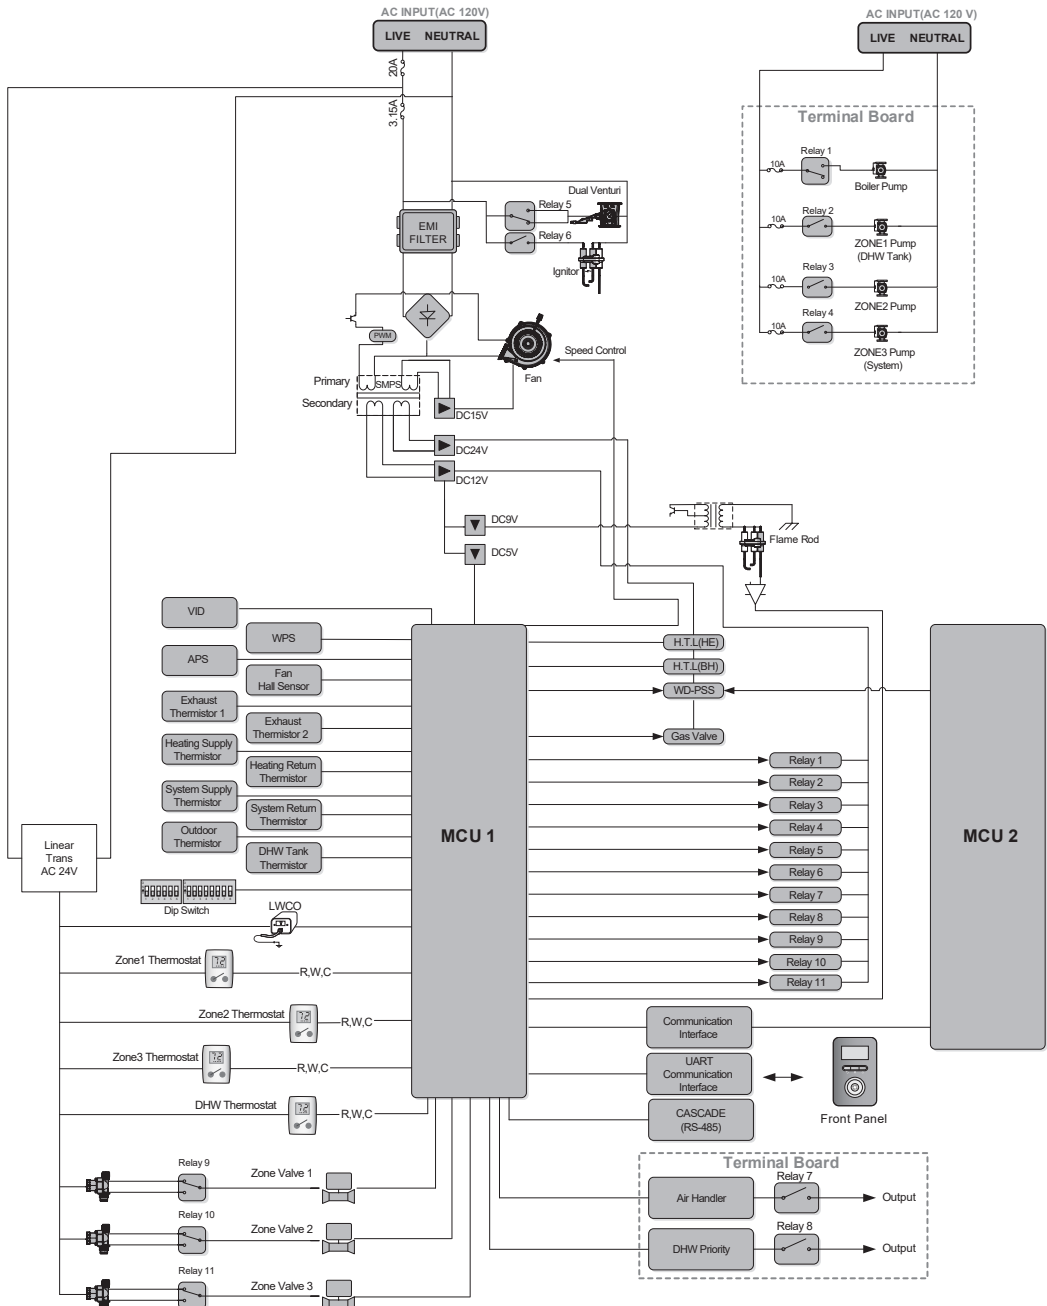 AC INPUT(AC 120V)
LIVE NEUTRAL
20A
3.15A
AC INPUT(AC 120 V)
LIVE NEUTRAL
Terminal Board
Relay 1
10A
Boiler Pump
Relay 2
10A
ZONE1 Pump
(DHW Tank)
Relay 3
10A
ZONE2 Pump
Relay 4
10A
ZONE3 Pump
(System)
Dual Venturi
Relay 5
Relay 6
Ignitor
EMI
FILTER
PWM
Fan
Speed Control
Primary
SMPS
Secondary
DC15V
DC24V
DC12V
DC9V
DC5V
Flame Rod
VID
WPS
APS
Fan
Hall Sensor
Exhaust
Thermistor 1
Exhaust
Thermistor 2
Heating Supply
Thermistor
Heating Return
Thermistor
System Supply
Thermistor
System Return
Thermistor
Outdoor
Thermistor
DHW Tank
Thermistor
Linear
Trans
AC 24V
Dip Switch
LWCO
Zone1 Thermostat
R,W,C
Zone2 Thermostat
R,W,C
Zone3 Thermostat
R,W,C
DHW Thermostat
R,W,C
MCU 1
H.T.L(HE)
H.T.L(BH)
WD-PSS
Gas Valve
Relay 1
Relay 2
Relay 3
Relay 4
Relay 5
Relay 6
Relay 7
Relay 8
Relay 9
Relay 10
Relay 11
MCU 2
Communication
Interface
UART
Communication
Interface
CASCADE
(RS-485)
Front Panel
Relay 9
Zone Valve 1
Relay 10
Zone Valve 2
Relay 11
Zone Valve 3
Terminal Board
Relay 7
Air Handler
Output
Relay 8
DHW Priority
Output